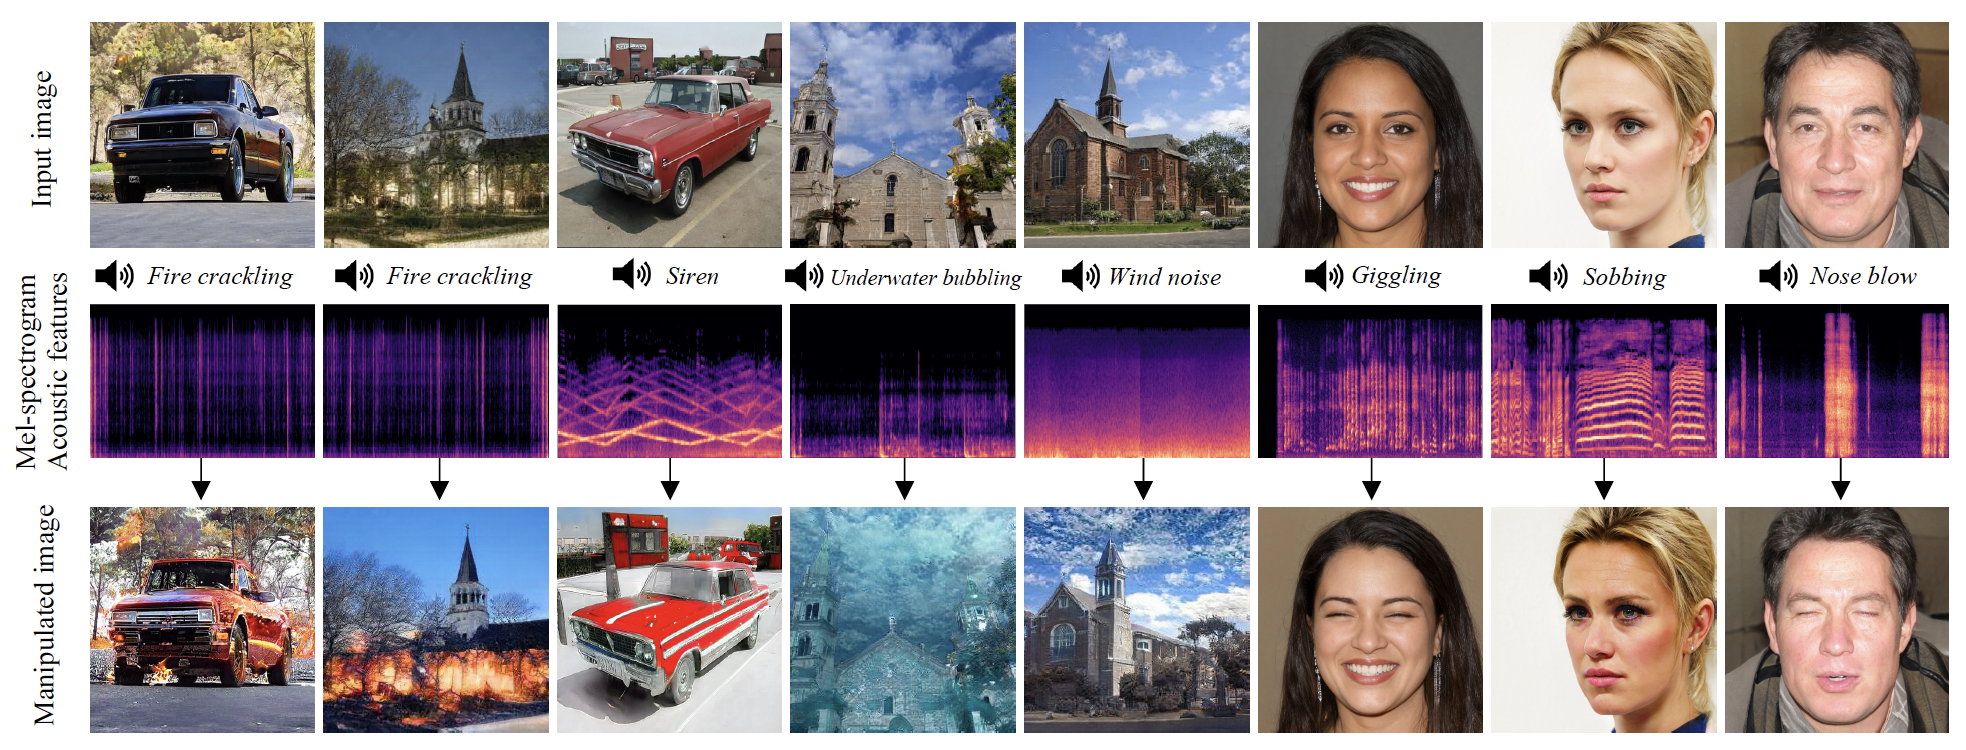 Input image
Fire crackling
Fire crackling
Siren
Underwater bubbling
Wind noise
Giggling
Sobbing
Nose blow
Mel-spectrogram
Acoustic features
Manipulated image